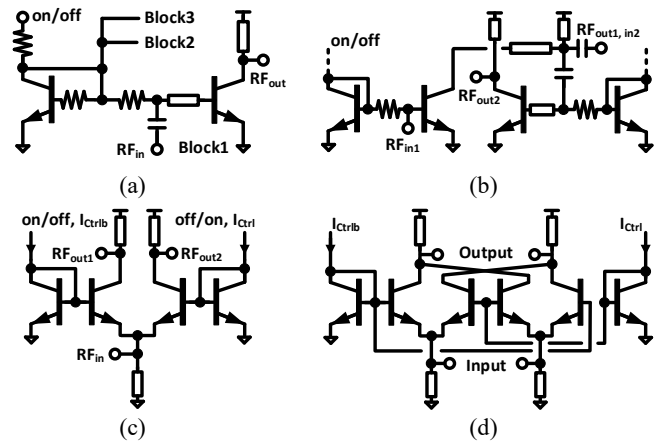 on/off
Block3
Block2
RFout
RFin
Block1
(a)
on/off
RFout1, in2
RFout2
RFin1
(b)
on/off, ICtrlb
off/on, ICtrl
RFout1
RFout2
RFin
(c)
ICtrlb
ICtrl
Output
Input
(d)